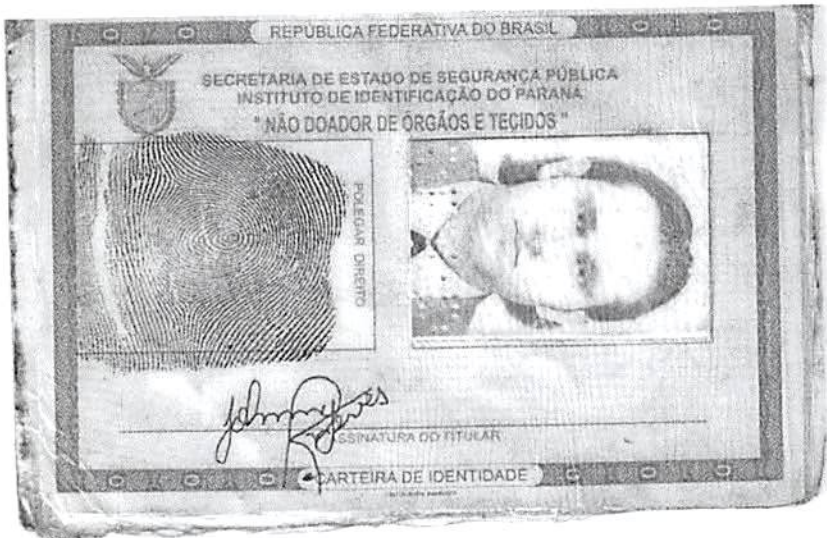 REPÚBLICA FEDERATIVA DO BRASIL
SECRETARIA DE ESTADO DE SEGURANÇA PÚBLICA
INSTITUTO DE IDENTIFICAÇÃO DO PARANÁ
" NÃO DOADOR DE ÓRGÃOS E TECIDOS "
POLEGAR DIREITO
Johnny
ASSINATURA DO TITULAR
CARTEIRA DE IDENTIDADE